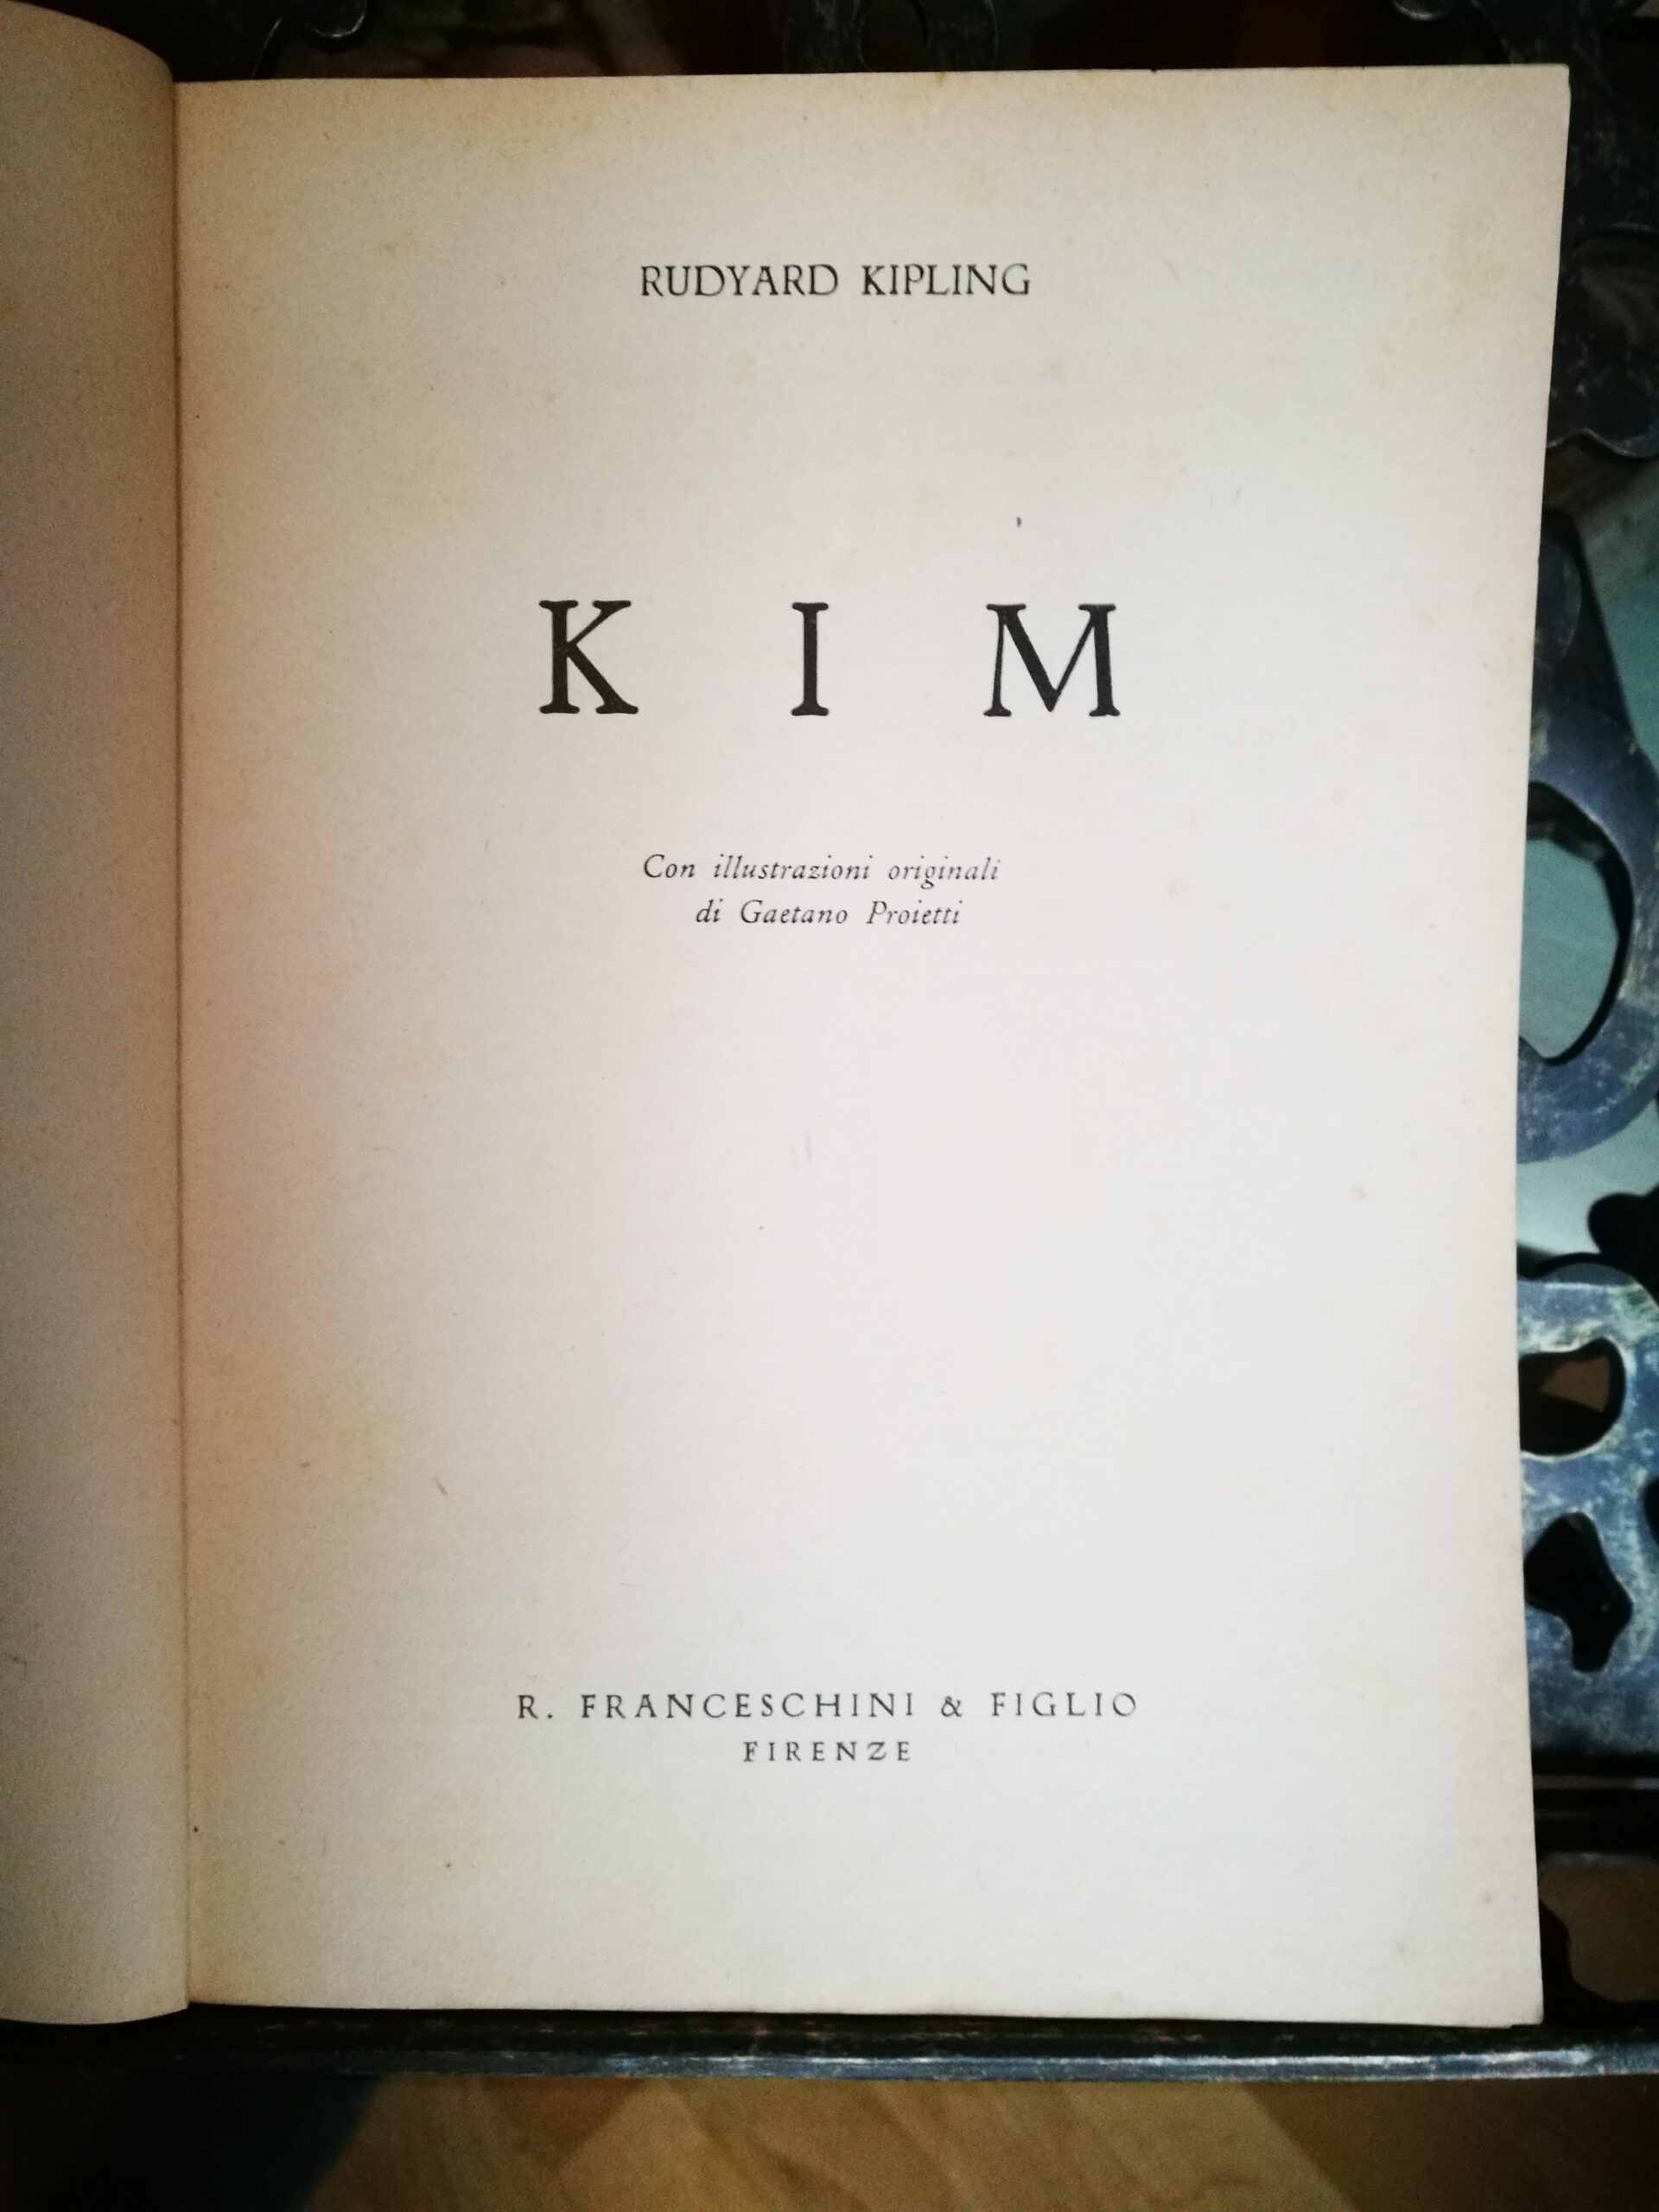 RUDYARD KIPLING
KIM
Con illustrazioni originali
di Gaetano Proietti
R. FRANCESCHINI & FIGLIO
FIRENZE